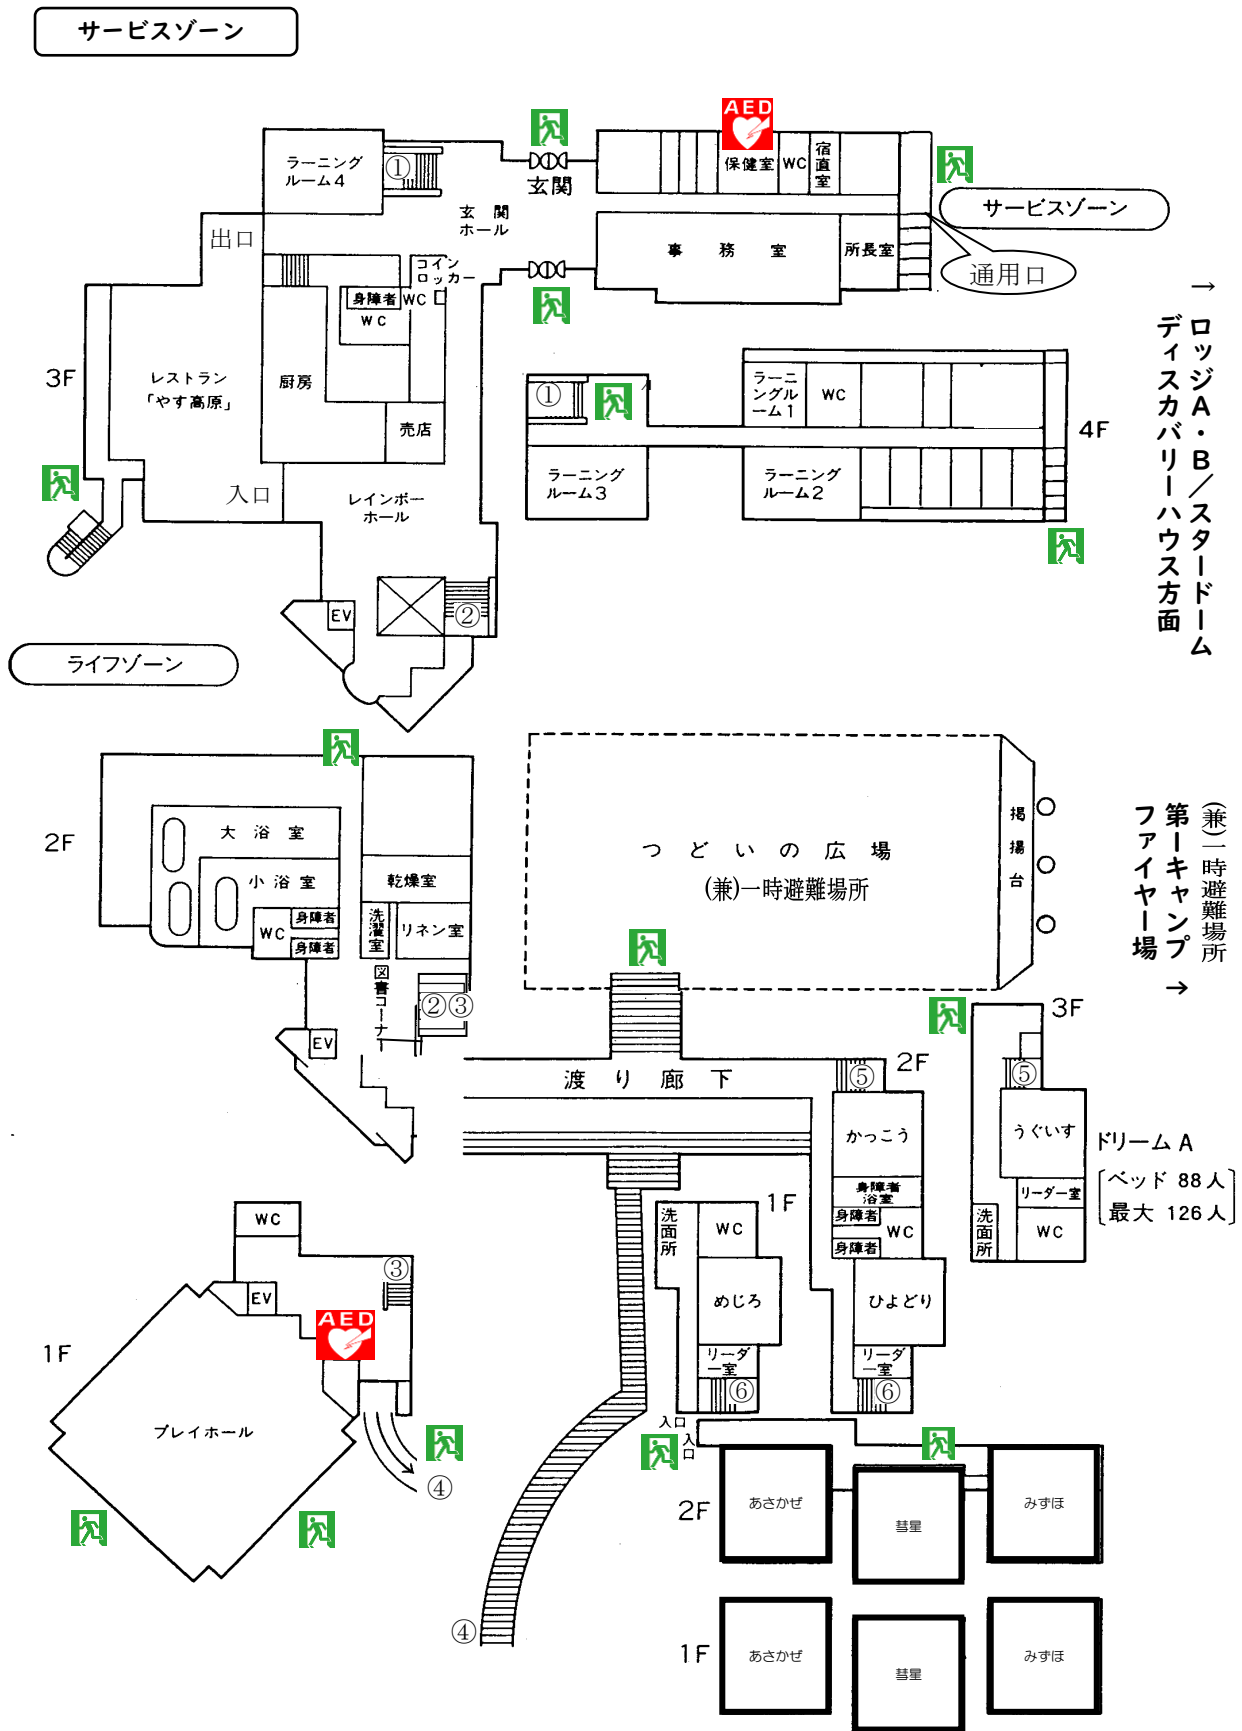 サービスゾーン
AED
ラーニング
ルーム4
①
玄関
保健室
WC
宿直室
サービスゾーン
玄関
ホール
出口
事務室
所長室
通用口
コイン
ロッカー
身障者
WC
WC
3F
レストラン
「やす高原」
厨房
売店
入口
レインボー
ホール
EV
②
①
ラーニ
ングル
ーム1
WC
4F
ラーニング
ルーム3
ラーニング
ルーム2
→
ロッジA・B/スタードーム
ディスカバリーハウス方面
ライフゾーン
2F
大浴室
小浴室
WC
身障者
身障者
乾燥室
洗濯室
リネン室
図書コーナー
②③
EV
つどいの広場
(兼)一時避難場所
掲揚台
(兼)一時避難場所
第一キャンプ
ファイヤー場
→
渡り廊下
2F
⑤
かっこう
身障者
浴室
身障者
WC
身障者
ひよどり
リーダ
ー室
⑥
3F
⑤
うぐいす
リーダー室
洗面所
WC
ドリームA
ベッド 88人
最大 126人
1F
洗面所
WC
めじろ
リーダ
ー室
⑥
入口
入口
WC
③
EV
AED
1F
プレイホール
④
④
2F
あさかぜ
彗星
みずほ
1F
あさかぜ
彗星
みずほ